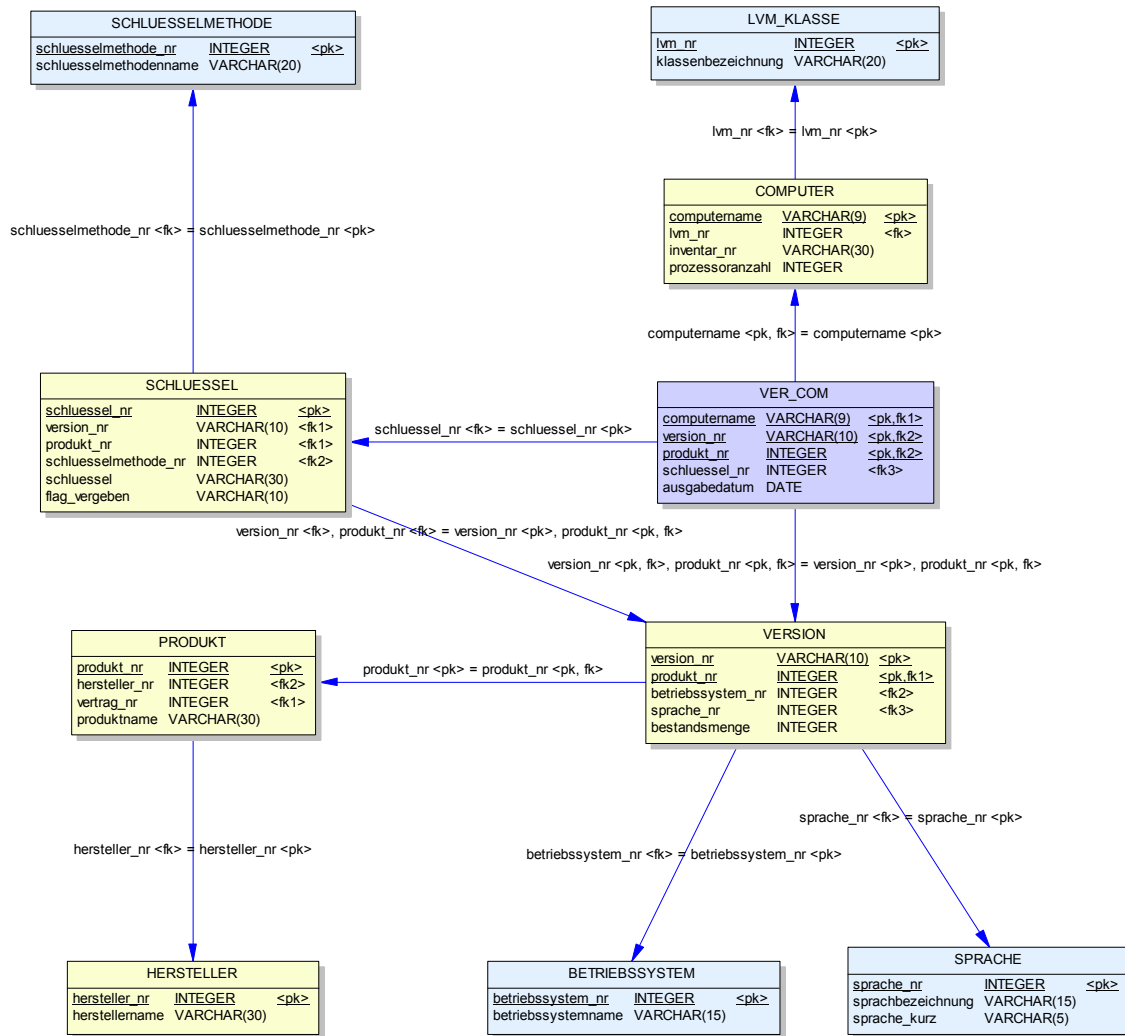 SCHLUESSELMETHODE
schluesselmethode_nr INTEGER <pk>
schluesselmethodenname VARCHAR(20)
LVM_KLASSE
lvm_nr INTEGER <pk>
klassenbezeichnung VARCHAR(20)
lvm_nr <fk> = lvm_nr <pk>
schluesselmethode_nr <fk> = schluesselmethode_nr <pk>
COMPUTER
computername VARCHAR(9) <pk>
lvm_nr INTEGER <fk>
inventar_nr VARCHAR(30)
prozessoranzahl INTEGER
computername <pk, fk> = computername <pk>
SCHLUESSEL
schluessel_nr INTEGER <pk>
version_nr VARCHAR(10) <fk1>
produkt_nr INTEGER <fk1>
schluesselmethode_nr INTEGER <fk2>
schluessel VARCHAR(30)
flag_vergeben VARCHAR(10)
schluessel_nr <fk> = schluessel_nr <pk>
VER_COM
computername VARCHAR(9) <pk,fk1>
version_nr VARCHAR(10) <pk,fk2>
produkt_nr INTEGER <pk,fk2>
schluessel_nr INTEGER <fk3>
ausgabedatum DATE
version_nr <fk>, produkt_nr <fk> = version_nr <pk>, produkt_nr <pk, fk>
version_nr <pk, fk>, produkt_nr <pk, fk> = version_nr <pk>, produkt_nr <pk, fk>
PRODUKT
produkt_nr INTEGER <pk>
hersteller_nr INTEGER <fk2>
vertrag_nr INTEGER <fk1>
produktname VARCHAR(30)
produkt_nr <pk> = produkt_nr <pk, fk>
VERSION
version_nr VARCHAR(10) <pk>
produkt_nr INTEGER <pk,fk1>
betriebssystem_nr INTEGER <fk2>
sprache_nr INTEGER <fk3>
bestandsmenge INTEGER
sprache_nr <fk> = sprache_nr <pk>
hersteller_nr <fk> = hersteller_nr <pk>
betriebssystem_nr <fk> = betriebssystem_nr <pk>
HERSTELLER
hersteller_nr INTEGER <pk>
herstellername VARCHAR(30)
BETRIEBSSYSTEM
betriebssystem_nr INTEGER <pk>
betriebssystemname VARCHAR(15)
SPRACHE
sprache_nr INTEGER <pk>
sprachbezeichnung VARCHAR(15)
sprache_kurz VARCHAR(5)